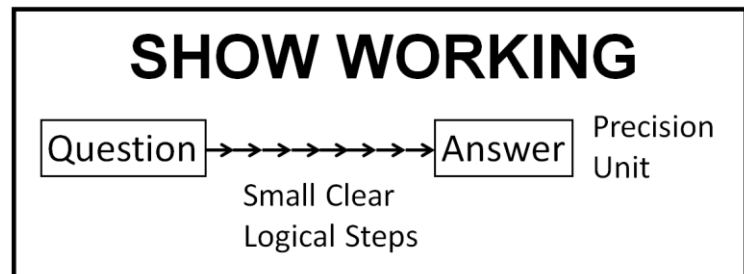 SHOW WORKING
Question
Answer
Precision
Unit
Small Clear
Logical Steps